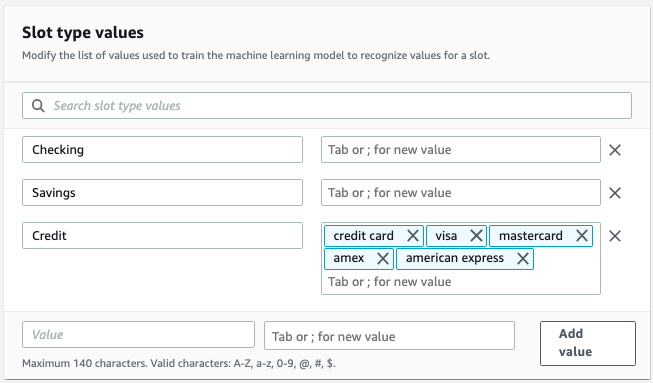 Slot type values
Modify the list of values used to train the machine learning model to recognize values for a slot.
Search slot type values
Checking
Tab or ; for new value
Savings
Tab or ; for new value
Credit
credit card visa mastercard
amex american express
Tab or ; for new value
Value
Tab or ; for new value
Add value
Maximum 140 characters. Valid characters: A-Z, a-z, 0-9, @, #, $.